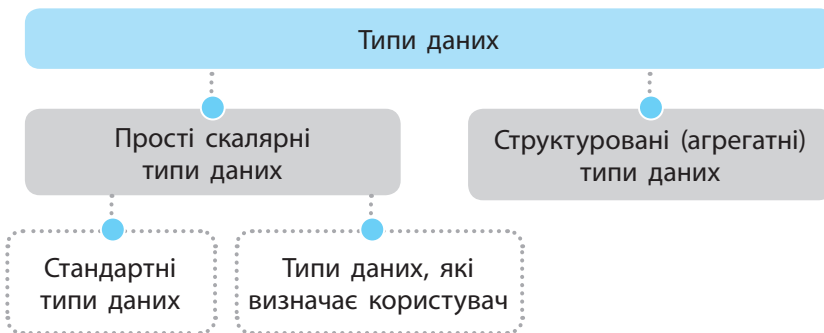 Типи даних
Прості скалярні
типи даних
Структуровані (агрегатні)
типи даних
Стандартні
типи даних
Типи даних, які
визначає користувач